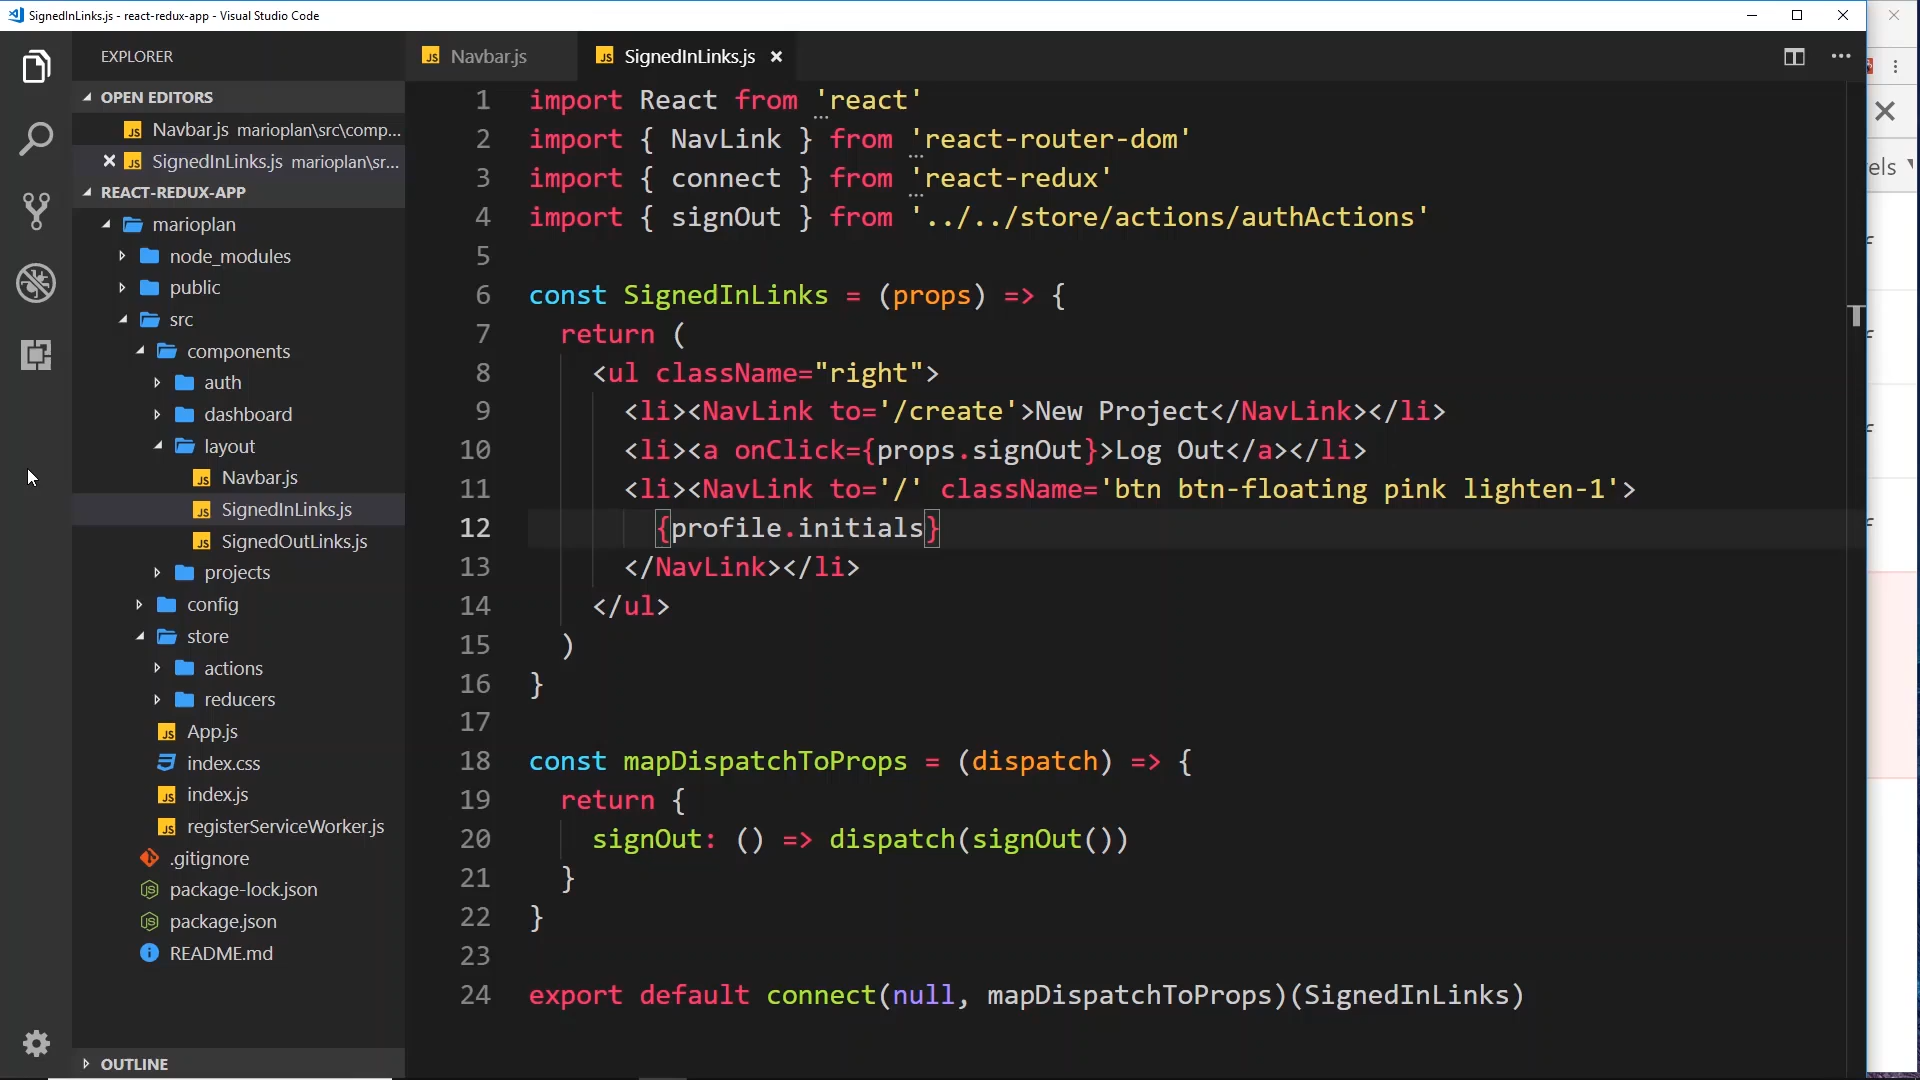 SignedInLinks.js - react-redux-app - Visual Studio Code
EXPLORER
OPEN EDITORS
Navbar.js marioplan\src\comp...
SignedInLinks.js marioplan\sr...
REACT-REDUX-APP
marioplan
node_modules
public
src
components
auth
dashboard
layout
Navbar.js
SignedInLinks.js
SignedOutLinks.js
projects
config
store
actions
reducers
App.js
index.css
index.js
registerServiceWorker.js
.gitignore
package-lock.json
package.json
README.md
OUTLINE
Navbar.js
SignedInLinks.js
1 import React from 'react'
2 import { NavLink } from 'react-router-dom'
3 import { connect } from 'react-redux'
4 import { signOut } from '../../store/actions/authActions'
5
6 const SignedInLinks = (props) => {
7 return (
8 <ul className="right">
9 <li><NavLink to='/create'>New Project</NavLink></li>
10 <li><a onClick={props.signOut}>Log Out</a></li>
11 <li><NavLink to='/' className='btn btn-floating pink lighten-1'>
12 {profile.initials}
13 </NavLink></li>
14 </ul>
15 )
16 }
17
18 const mapDispatchToProps = (dispatch) => {
19 return {
20 signOut: () => dispatch(signOut())
21 }
22 }
23
24 export default connect(null, mapDispatchToProps)(SignedInLinks)
els